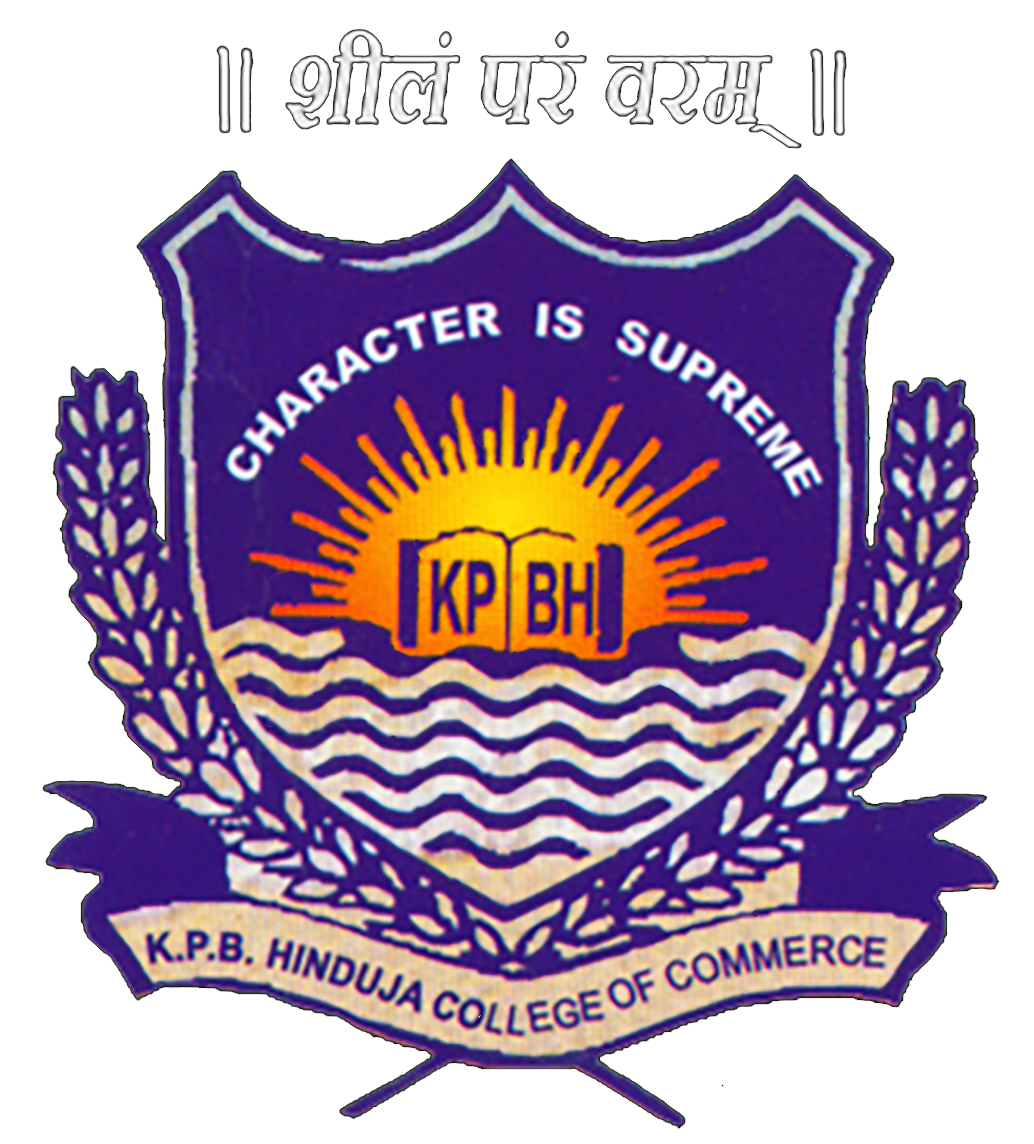 ॥ शीलं परं वरम् ॥
CHARACTER IS SUPREME
KP BH
K.P.B. HINDUJA COLLEGE OF COMMERCE